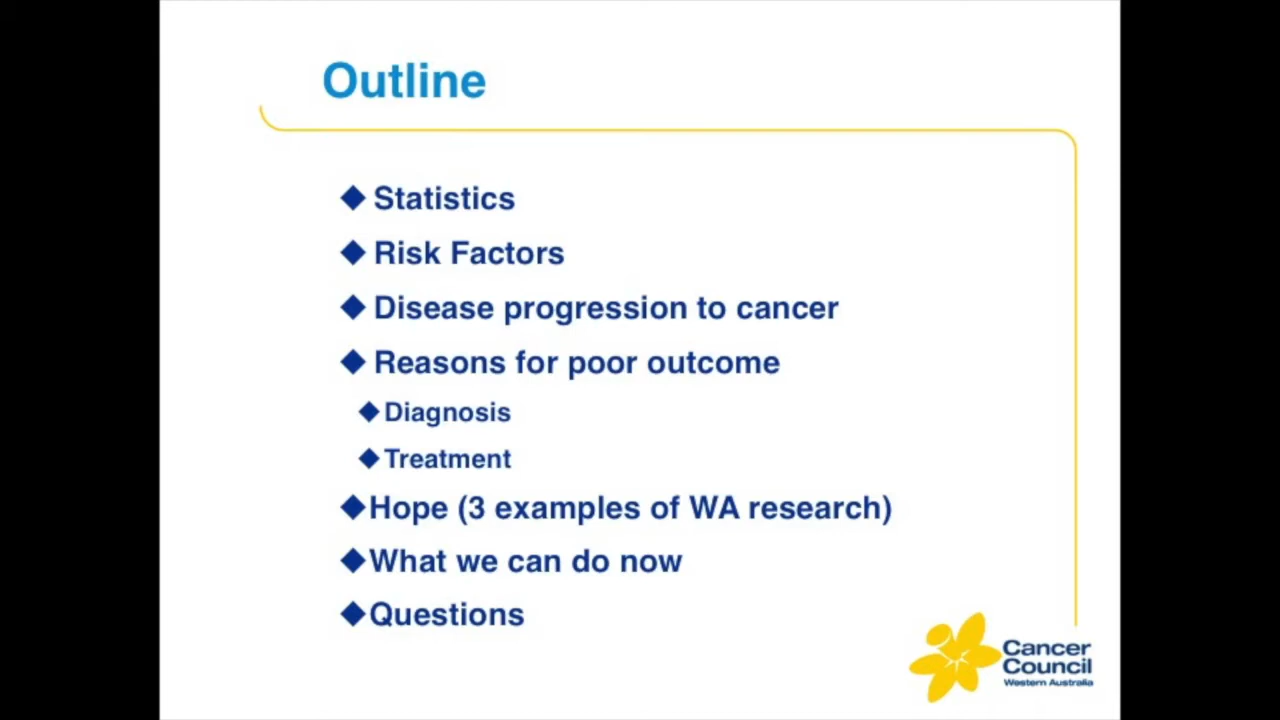 Outline
Statistics
Risk Factors
Disease progression to cancer
Reasons for poor outcome
Diagnosis
Treatment
Hope (3 examples of WA research)
What we can do now
Questions
Cancer
Council
Western Australia